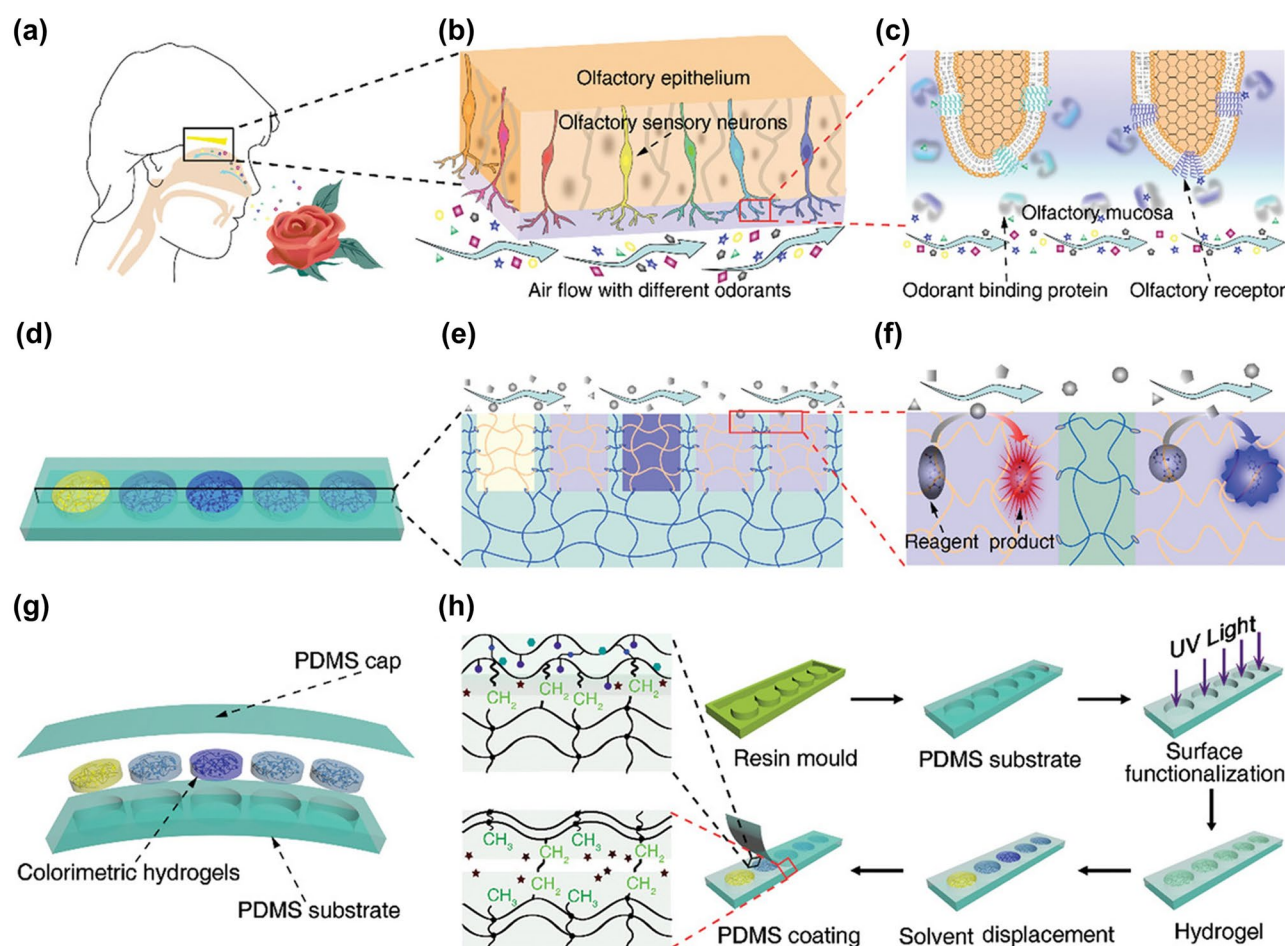 (a)
(b)
Olfactory epithelium
Olfactory sensory neurons
Air flow with different odorants
(c)
Olfactory mucosa
Odorant binding protein
Olfactory receptor
(d)
(e)
(f)
Reagent product
(g)
PDMS cap
Colorimetric hydrogels
PDMS substrate
(h)
CH₂
CH₂
CH₂
CH₂
CH₃
CH₃
CH₂
CH₂
CH₂
CH₃
CH₃
CH₂
Resin mould
PDMS substrate
UV Light
Surface
functionalization
Hydrogel
Solvent displacement
PDMS coating